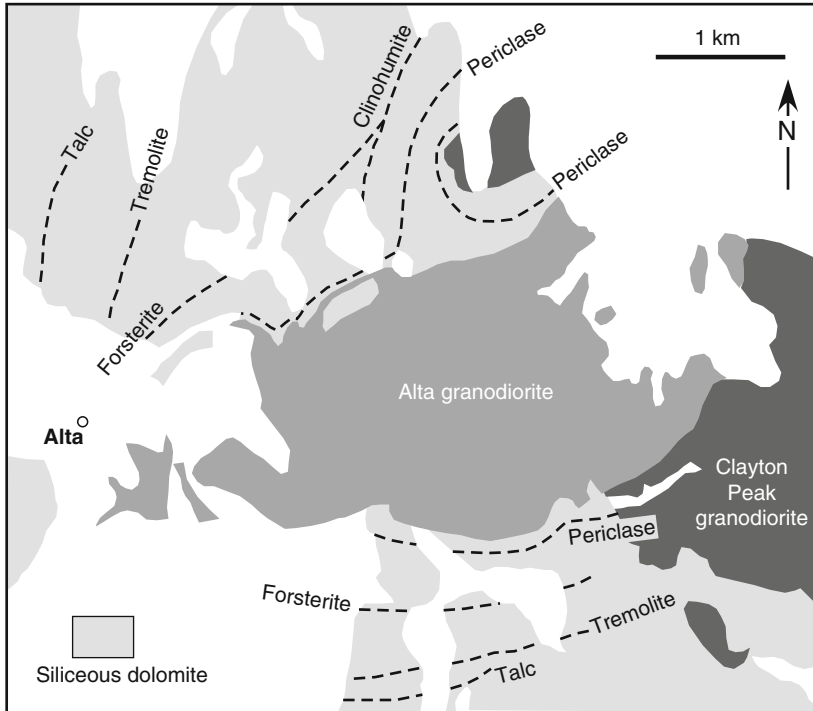 1 km
N
Clinohumite
Periclase
Talc
Tremolite
Periclase
Forsterite
Alta granodiorite
Alta
Clayton
Peak
granodiorite
Periclase
Forsterite
Tremolite
Talc
Siliceous dolomite